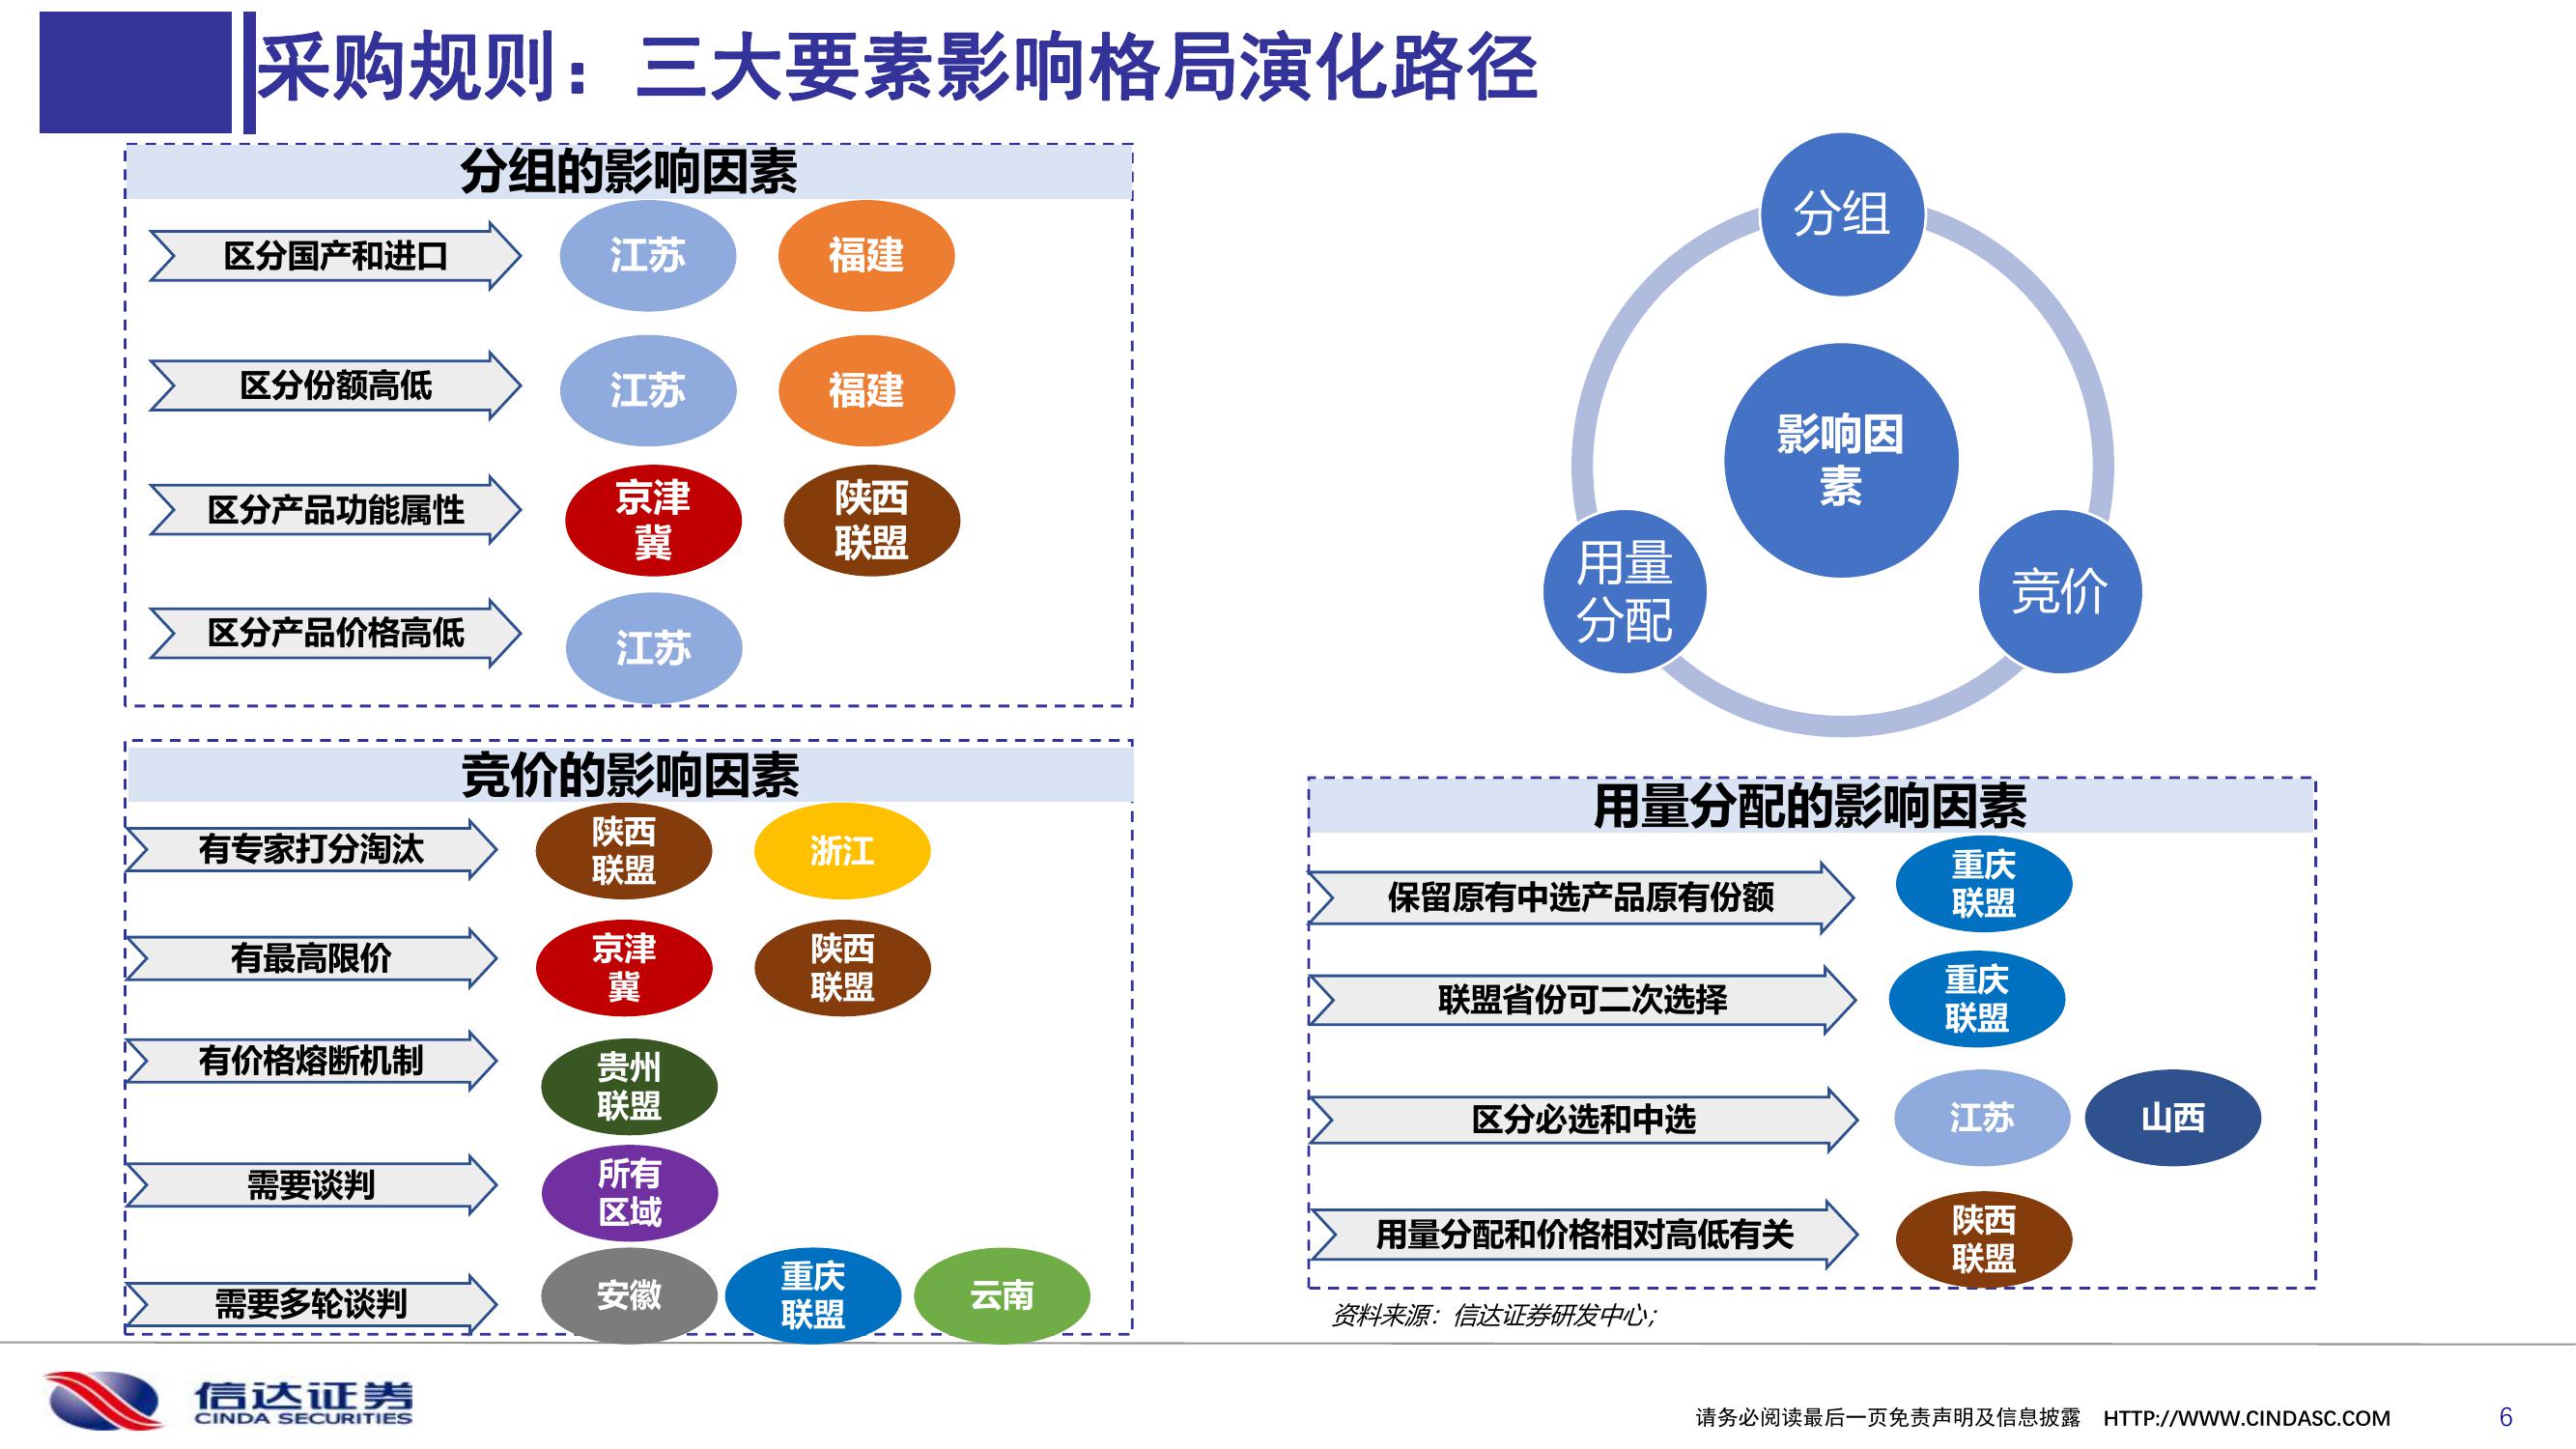 采购规则：三大要素影响格局演化路径
分组的影响因素
区分国产和进口
江苏
福建
区分份额高低
江苏
福建
区分产品功能属性
京津
冀
陕西
联盟
区分产品价格高低
江苏
分组
影响因
素
用量
分配
竞价
竞价的影响因素
有专家打分淘汰
陕西
联盟
浙江
有最高限价
京津
冀
陕西
联盟
有价格熔断机制
贵州
联盟
需要谈判
所有
区域
需要多轮谈判
安徽
重庆
联盟
云南
用量分配的影响因素
保留原有中选产品原有份额
重庆
联盟
联盟省份可二次选择
重庆
联盟
区分必选和中选
江苏
山西
用量分配和价格相对高低有关
陕西
联盟
资料来源：信达证券研发中心；
信达证券
CINDA SECURITIES
请务必阅读最后一页免责声明及信息披露 HTTP://WWW.CINDASC.COM
6